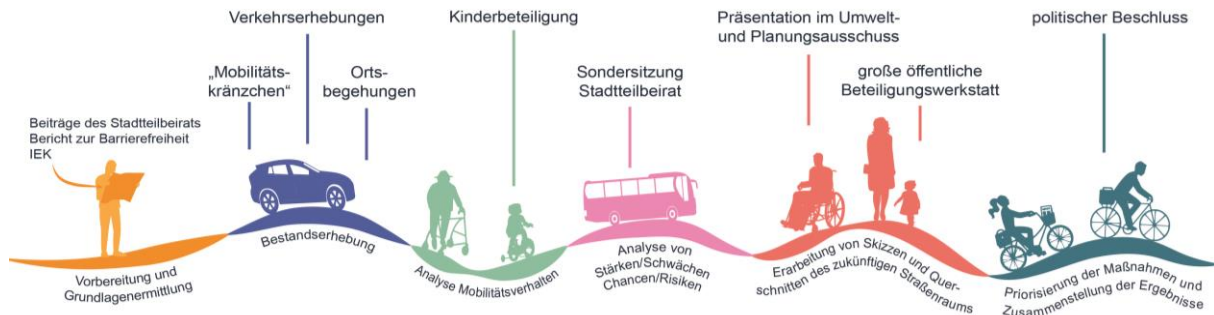 Beiträge des Stadtteilbeirats
Bericht zur Barrierefreiheit
IEK
Vorbereitung und
Grundlagenermittlung
Verkehrserhebungen
„Mobilitäts-
kränzchen“
Orts-
begehungen
Bestandserhebung
Kinderbeteiligung
Analyse Mobilitätsverhalten
Sondersitzung
Stadtteilbeirat
Analyse von
Stärken/Schwächen
Chancen/Risiken
Präsentation im Umwelt-
und Planungsausschuss
große öffentliche
Beteiligungswerkstatt
Erarbeitung von Skizzen und Quer-
schnitten des zukünftigen Straßenraums
politischer Beschluss
Priorisierung der Maßnahmen und
Zusammenstellung der Ergebnisse